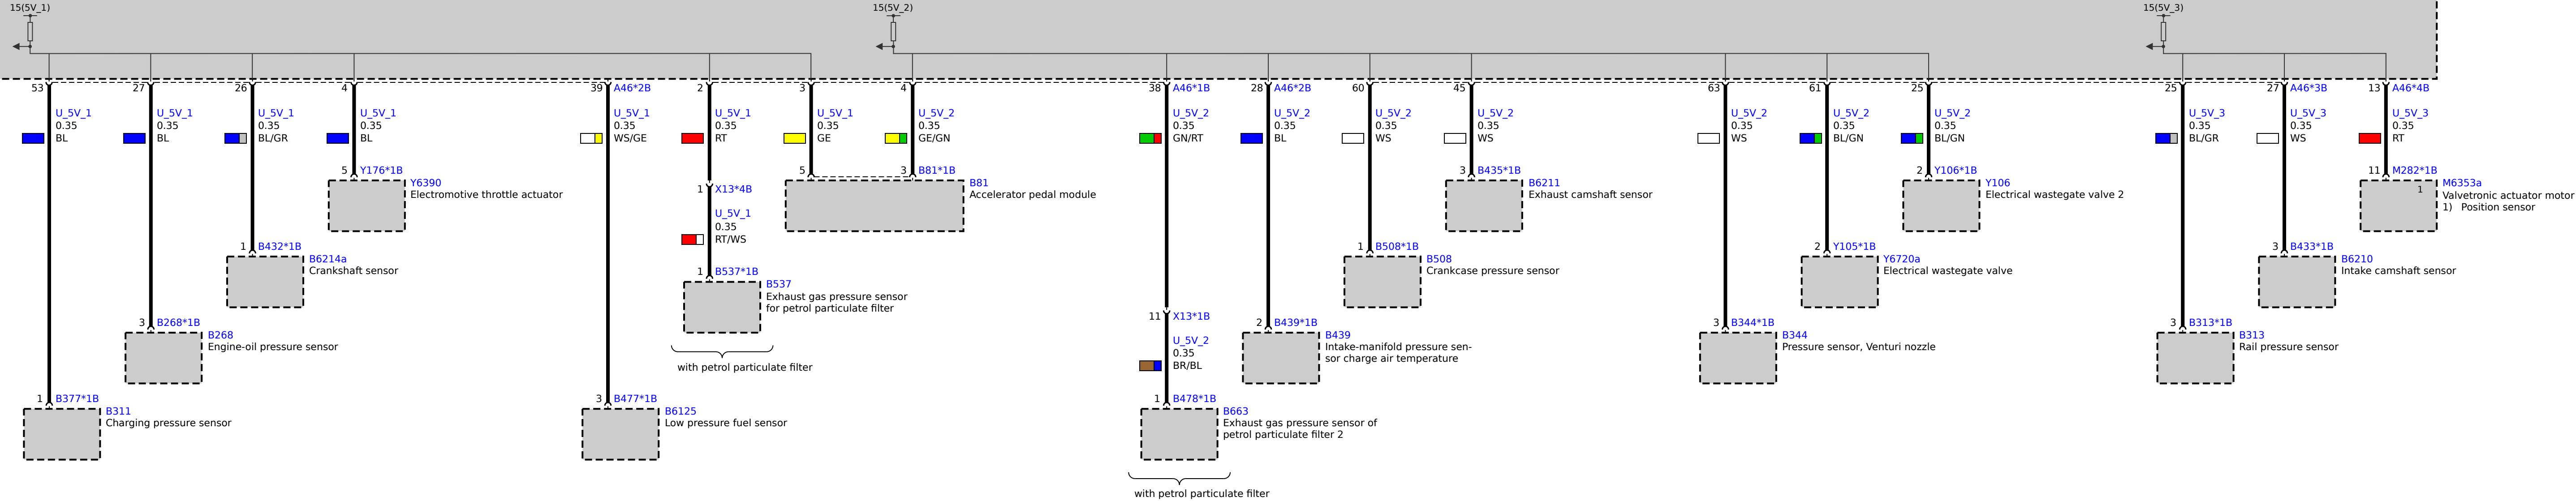 15(5V_1)
15(5V_2)
15(5V_3)
53
27
26
4
39
A46*2B
2
3
4
38
A46*1B
28
A46*2B
60
45
63
61
25
25
27
A46*3B
13
A46*4B
U_5V_1
0.35
BL
U_5V_1
0.35
BL
U_5V_1
0.35
BL/GR
U_5V_1
0.35
BL
U_5V_1
0.35
WS/GE
U_5V_1
0.35
RT
U_5V_1
0.35
GE
U_5V_2
0.35
GE/GN
U_5V_2
0.35
GN/RT
U_5V_2
0.35
BL
U_5V_2
0.35
WS
U_5V_2
0.35
WS
U_5V_2
0.35
WS
U_5V_2
0.35
BL/GN
U_5V_2
0.35
BL/GN
U_5V_3
0.35
BL/GR
U_5V_3
0.35
WS
U_5V_3
0.35
RT
5
Y176*1B
Y6390
Electromotive throttle actuator
1
X13*4B
U_5V_1
0.35
RT/WS
5
3
B81*1B
B81
Accelerator pedal module
3
B435*1B
B6211
Exhaust camshaft sensor
2
Y106*1B
Y106
Electrical wastegate valve 2
11
M282*1B
1
M6353a
Valvetronic actuator motor
1) Position sensor
1
B432*1B
B6214a
Crankshaft sensor
1
B537*1B
B537
Exhaust gas pressure sensor
for petrol particulate filter
with petrol particulate filter
1
B508*1B
B508
Crankcase pressure sensor
2
Y105*1B
Y6720a
Electrical wastegate valve
3
B433*1B
B6210
Intake camshaft sensor
3
B268*1B
B268
Engine-oil pressure sensor
11
X13*1B
U_5V_2
0.35
BR/BL
2
B439*1B
B439
Intake-manifold pressure sen-
sor charge air temperature
3
B344*1B
B344
Pressure sensor, Venturi nozzle
3
B313*1B
B313
Rail pressure sensor
1
B377*1B
B311
Charging pressure sensor
3
B477*1B
B6125
Low pressure fuel sensor
1
B478*1B
B663
Exhaust gas pressure sensor of
petrol particulate filter 2
with petrol particulate filter